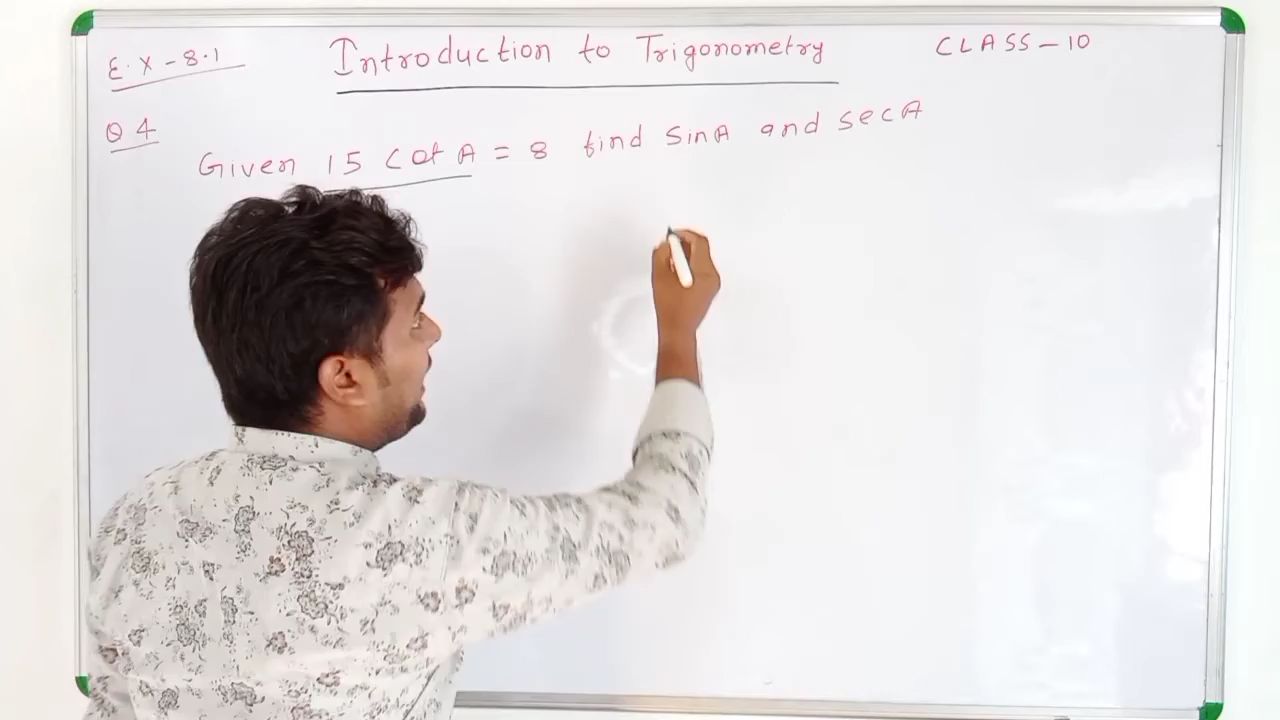 E.X-8.1
Introduction to Trigonometry
CLASS-10
Q4
Given 15 Cot A = 8 find SinA and secA